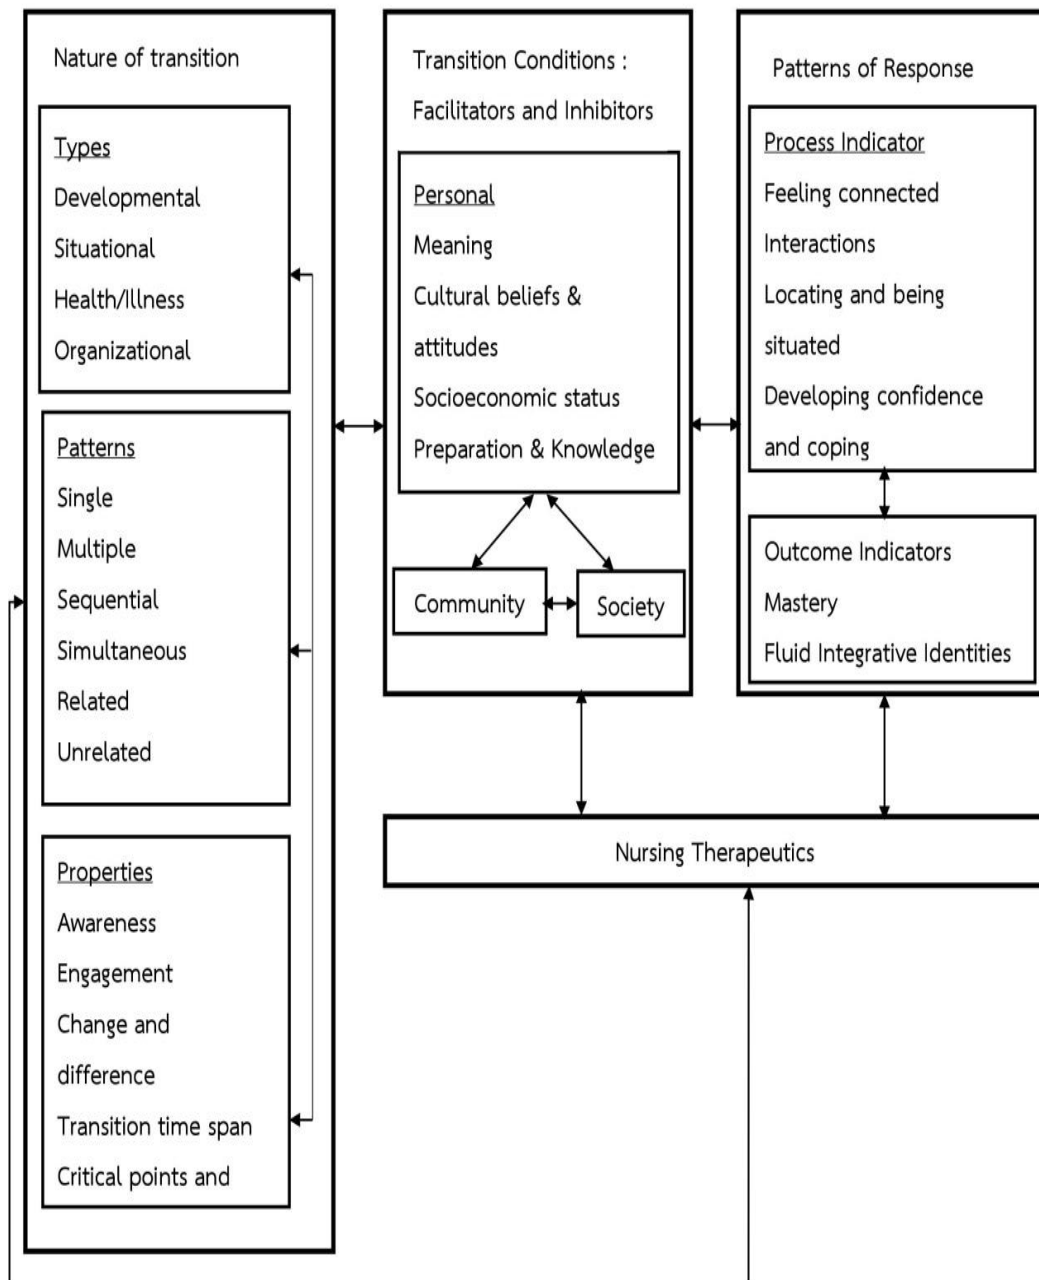 Nature of transition
Types
Developmental
Situational
Health/Illness
Organizational
Patterns
Single
Multiple
Sequential
Simultaneous
Related
Unrelated
Properties
Awareness
Engagement
Change and
difference
Transition time span
Critical points and
Transition Conditions :
Facilitators and Inhibitors
Personal
Meaning
Cultural beliefs &
attitudes
Socioeconomic status
Preparation & Knowledge
Community
Society
Patterns of Response
Process Indicator
Feeling connected
Interactions
Locating and being
situated
Developing confidence
and coping
Outcome Indicators
Mastery
Fluid Integrative Identities
Nursing Therapeutics